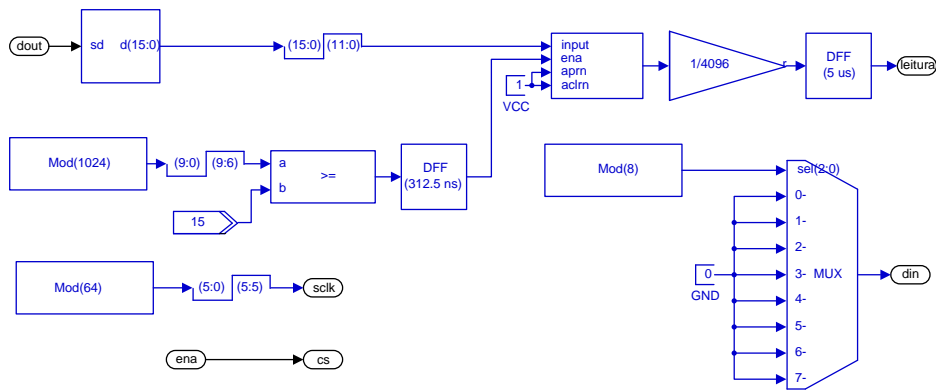 dout
sd d(15:0)
(15:0) (11:0)
input
ena
aprn
aclrn
1
VCC
1/4096
r
DFF
(5 us)
leitura
Mod(1024)
(9:0) (9:6)
a
b
>=
15
DFF
(312.5 ns)
Mod(8)
sel(2:0)
0-
1-
2-
3- MUX
4-
5-
6-
7-
0
GND
din
Mod(64)
(5:0) (5:5)
sclk
ena
cs